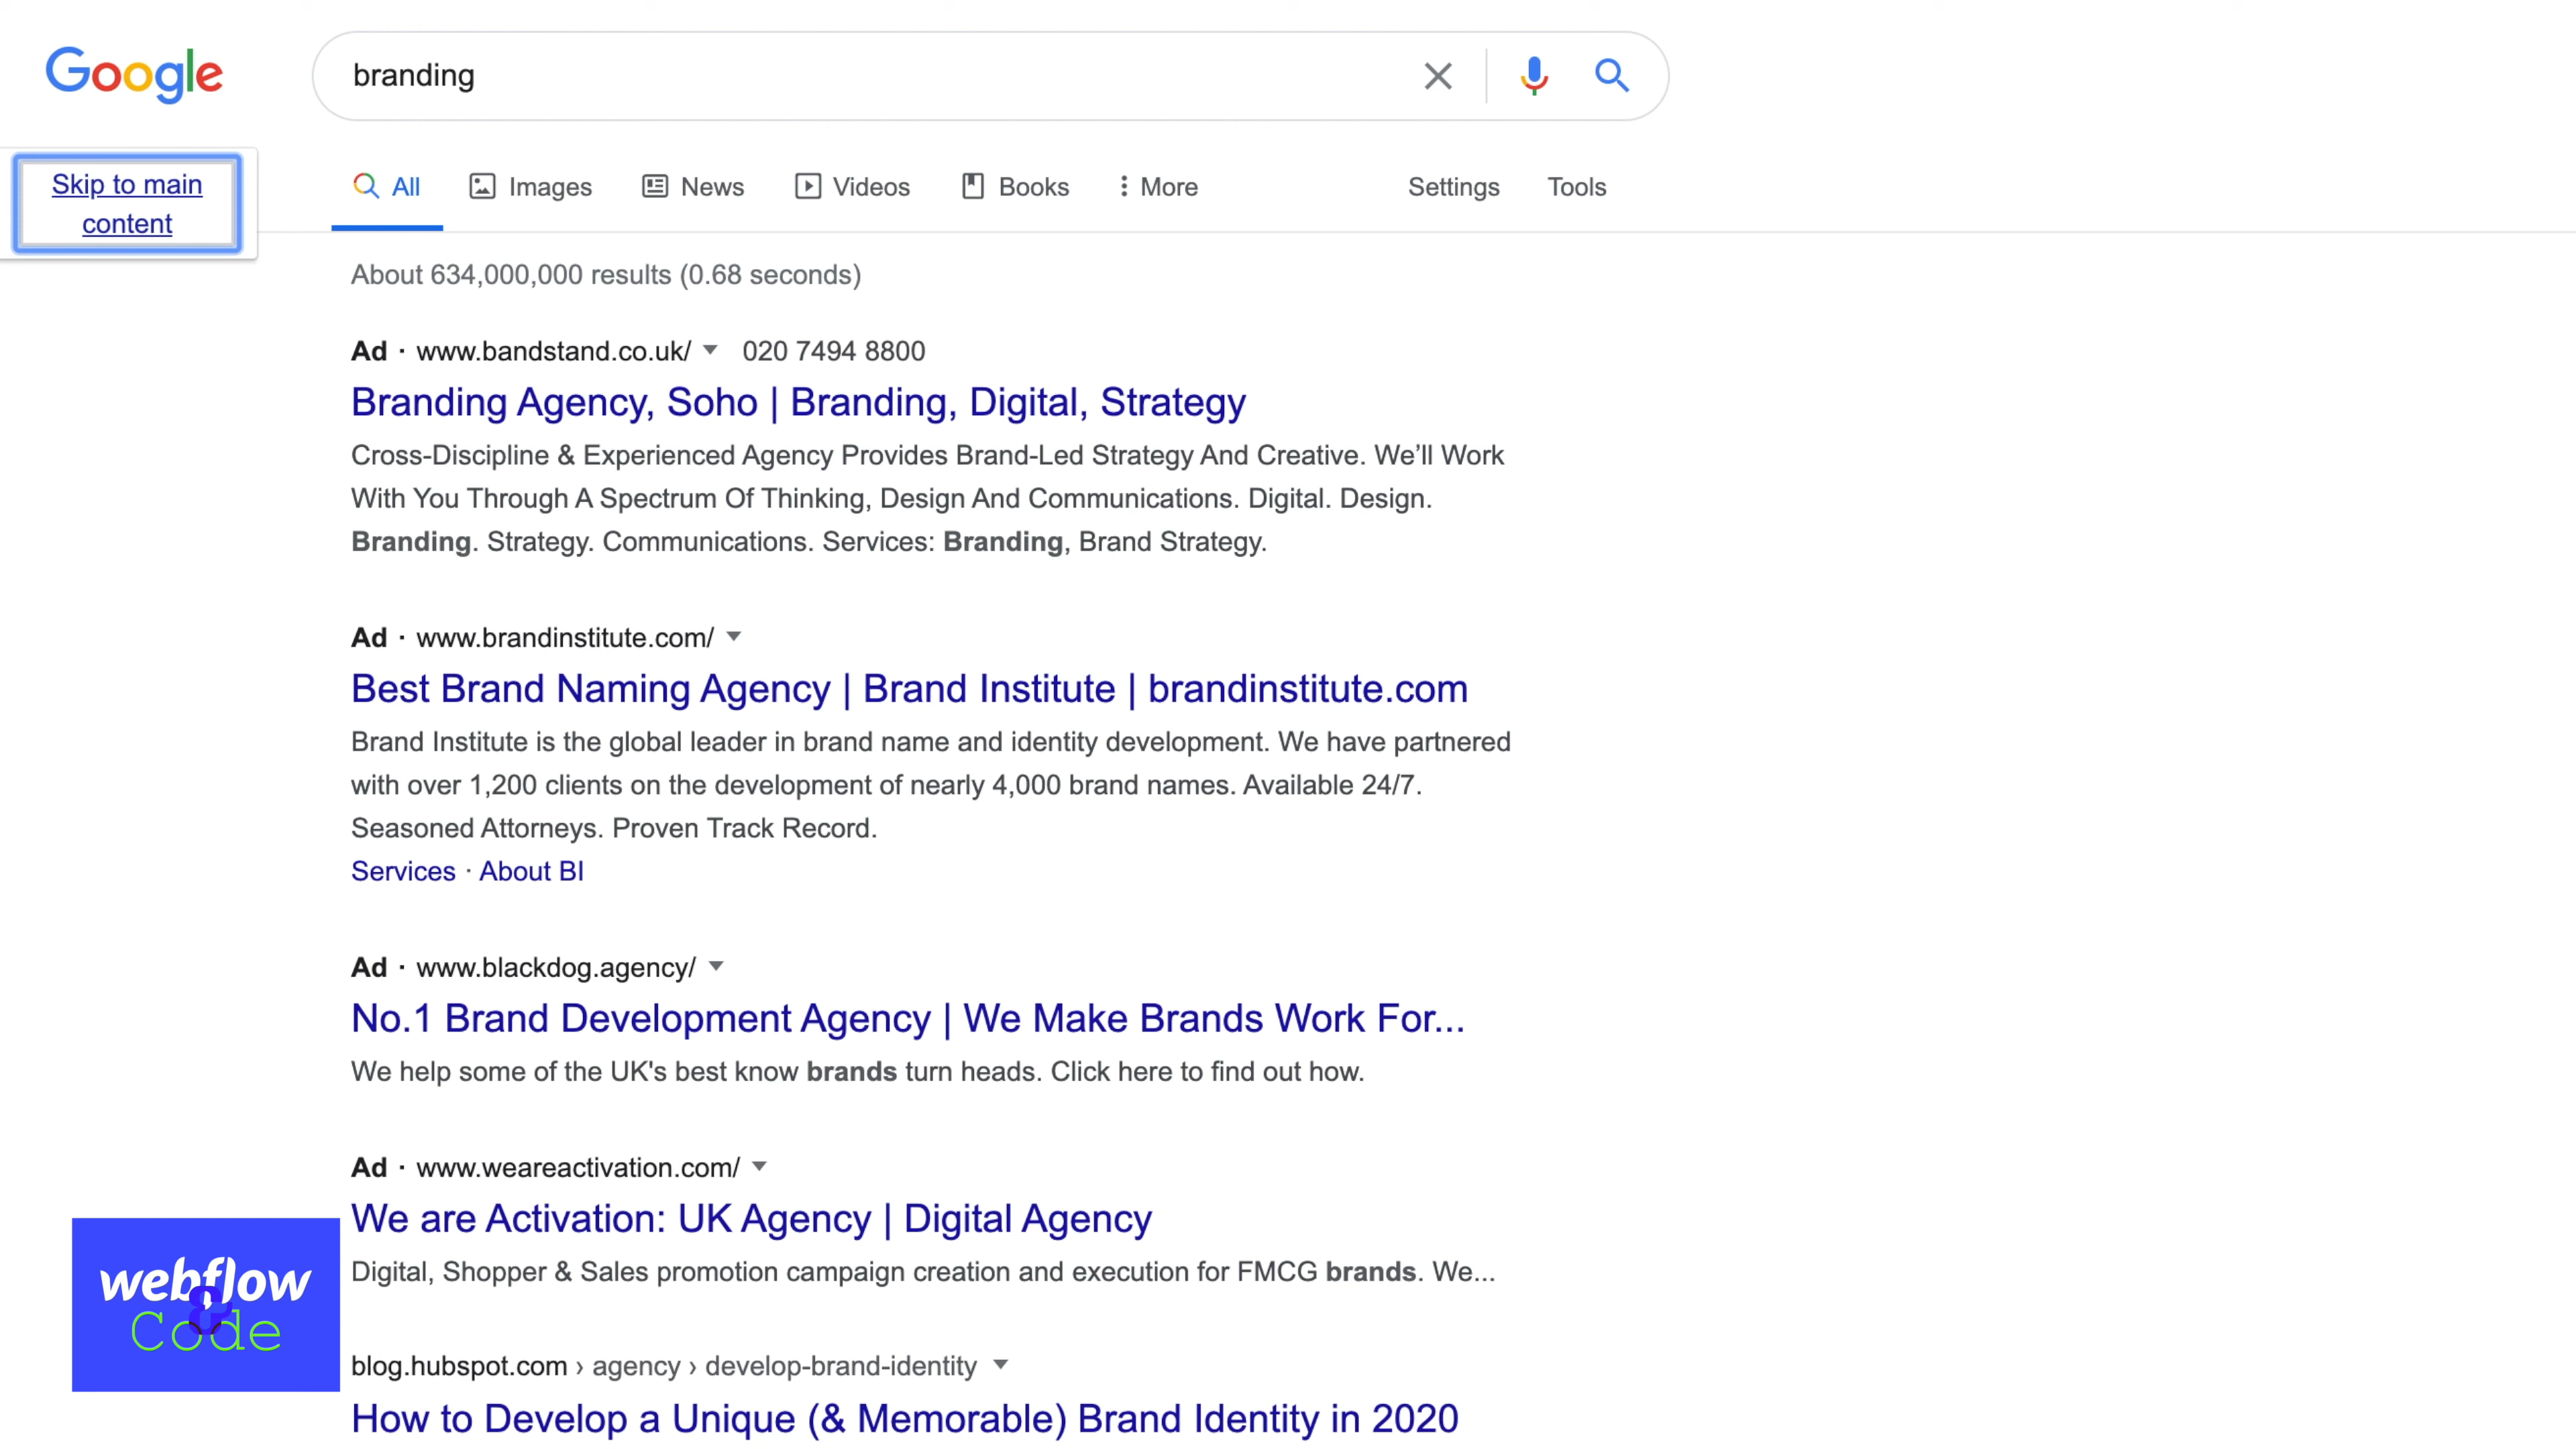 Google
branding
Skip to main
content
All Images News Videos Books More Settings Tools
About 634,000,000 results (0.68 seconds)
Ad · www.bandstand.co.uk/ 020 7494 8800
Branding Agency, Soho | Branding, Digital, Strategy
Cross-Discipline & Experienced Agency Provides Brand-Led Strategy And Creative. We’ll Work
With You Through A Spectrum Of Thinking, Design And Communications. Digital. Design.
Branding. Strategy. Communications. Services: Branding, Brand Strategy.
Ad · www.brandinstitute.com/
Best Brand Naming Agency | Brand Institute | brandinstitute.com
Brand Institute is the global leader in brand name and identity development. We have partnered
with over 1,200 clients on the development of nearly 4,000 brand names. Available 24/7.
Seasoned Attorneys. Proven Track Record.
Services · About BI
Ad · www.blackdog.agency/
No.1 Brand Development Agency | We Make Brands Work For...
We help some of the UK's best know brands turn heads. Click here to find out how.
Ad · www.weareactivation.com/
We are Activation: UK Agency | Digital Agency
Digital, Shopper & Sales promotion campaign creation and execution for FMCG brands. We...
webflow
&
Code
blog.hubspot.com › agency › develop-brand-identity
How to Develop a Unique (& Memorable) Brand Identity in 2020